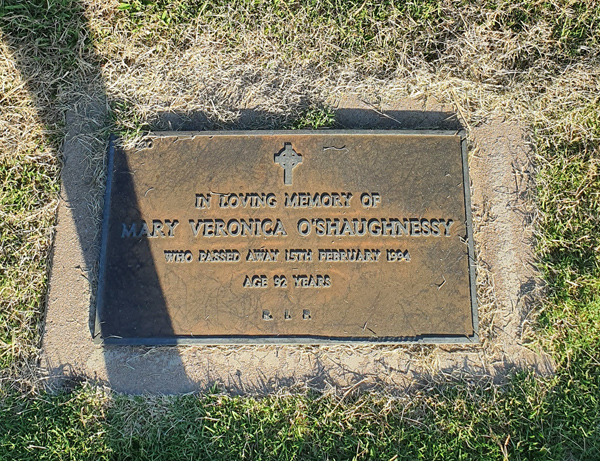 IN LOVING MEMORY OF
MARY VERONICA O'SHAUGHNESSY
WHO PASSED AWAY 15TH FEBRUARY 1994
AGE 92 YEARS
R. I. P.